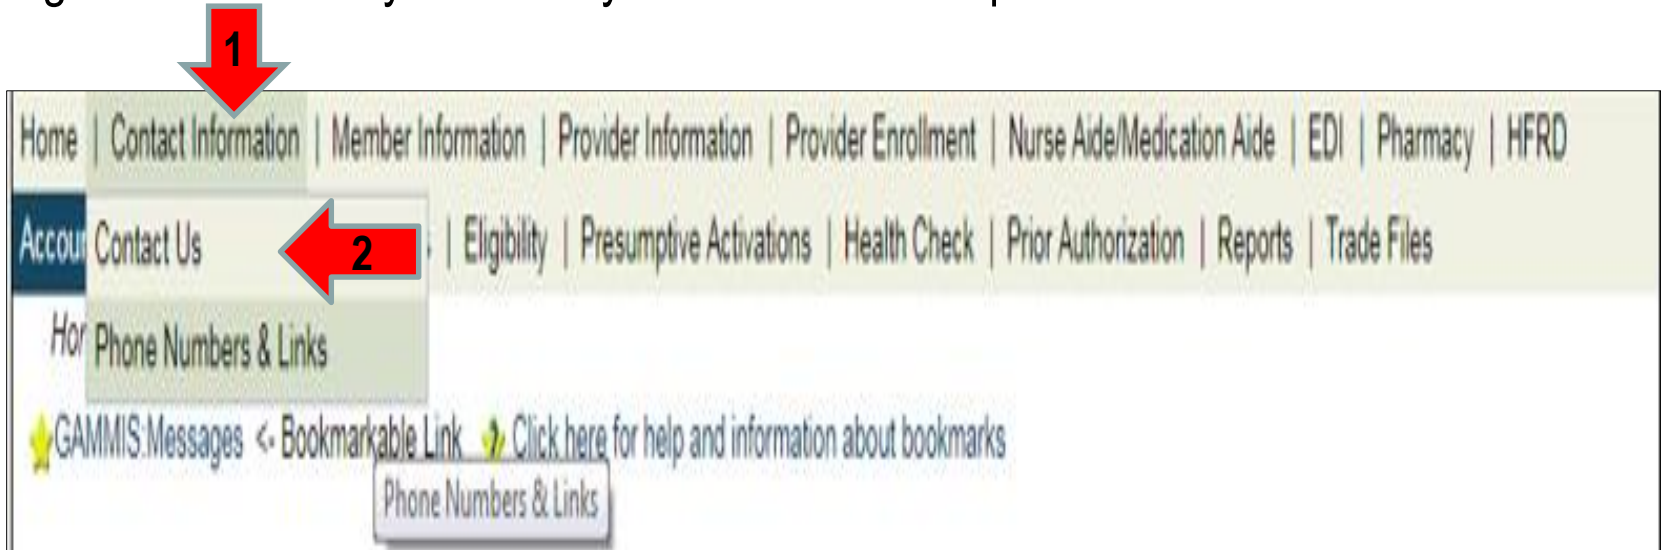 1
Home | Contact Information | Member Information | Provider Information | Provider Enrollment | Nurse Aide/Medication Aide | EDI | Pharmacy | HFRD
Contact Us 2 | Eligibility | Presumptive Activations | Health Check | Prior Authorization | Reports | Trade Files
Phone Numbers & Links
GAMMIS:Messages <- Bookmarkable Link ? Click here for help and information about bookmarks
Phone Numbers & Links